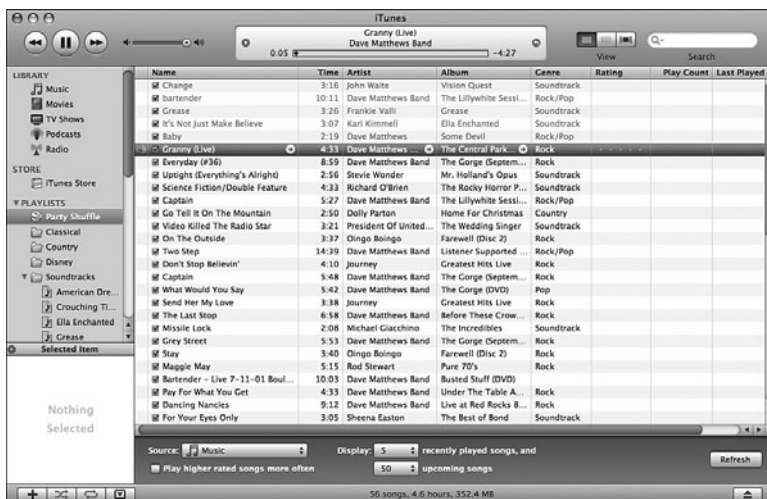 iTunes
Granny (Live)
Dave Matthews Band
0:05 -4:27
View
Search
LIBRARY
Music
Movies
TV Shows
Podcasts
Radio
STORE
iTunes Store
PLAYLISTS
Party Shuffle
Classical
Country
Disney
Soundtracks
American Dre...
Crouching Ti...
Ella Enchanted
Grease
Selected Item
Nothing
Selected
Name Time Artist Album Genre Rating Play Count Last Played
Change 3:16 John Waite Vision Quest Soundtrack
bartender 10:11 Dave Matthews Band The Lillywhite Sessi... Rock/Pop
Grease 3:26 Frankie Valli Grease Soundtrack
It's Not Just Make Believe 3:07 Kari Kimmell Ella Enchanted Soundtrack
Baby 2:19 Dave Matthews Some Devil Rock/Pop
Granny (Live) 4:33 Dave Matthews ... The Central Park... Rock
Everyday (#36) 8:59 Dave Matthews Band The Gorge (Septem... Rock
Uptight (Everything's Alright) 2:56 Stevie Wonder Mr. Holland's Opus Soundtrack
Science Fiction/Double Feature 4:33 Richard O'Brien The Rocky Horror P... Soundtrack
Captain 5:27 Dave Matthews Band The Lillywhite Sessi... Rock/Pop
Go Tell It On The Mountain 2:50 Dolly Parton Home For Christmas Country
Video Killed The Radio Star 3:21 President Of United... The Wedding Singer Soundtrack
On The Outside 3:37 Oingo Boingo Farewell (Disc 2) Rock
Two Step 14:39 Dave Matthews Band Listener Supported ... Rock/Pop
Don't Stop Believin' 4:10 Journey Greatest Hits Live Rock
Captain 5:48 Dave Matthews Band The Gorge (Septem... Rock
What Would You Say 5:42 Dave Matthews Band The Gorge (DVD) Pop
Send Her My Love 3:38 Journey Greatest Hits Live Rock
The Last Stop 6:58 Dave Matthews Band Before These Crow... Rock
Missile Lock 2:08 Michael Giacchino The Incredibles Soundtrack
Grey Street 5:53 Dave Matthews Band The Gorge (Septem... Rock
Stay 3:40 Oingo Boingo Farewell (Disc 2) Rock
Maggie May 5:15 Rod Stewart Pure 70's Rock
Bartender – Live 7-11-01 Boul... 10:03 Dave Matthews Band Busted Stuff (DVD)
Pay For What You Get 4:33 Dave Matthews Band Under The Table A... Rock
Dancing Nancies 9:12 Dave Matthews Band Live at Red Rocks 8... Rock
For Your Eyes Only 3:05 Sheena Easton The Best of Bond Soundtrack
Source: Music Display: 5 recently played songs, and
Play higher rated songs more often 50 upcoming songs
Refresh
56 songs, 4.6 hours, 352.4 MB